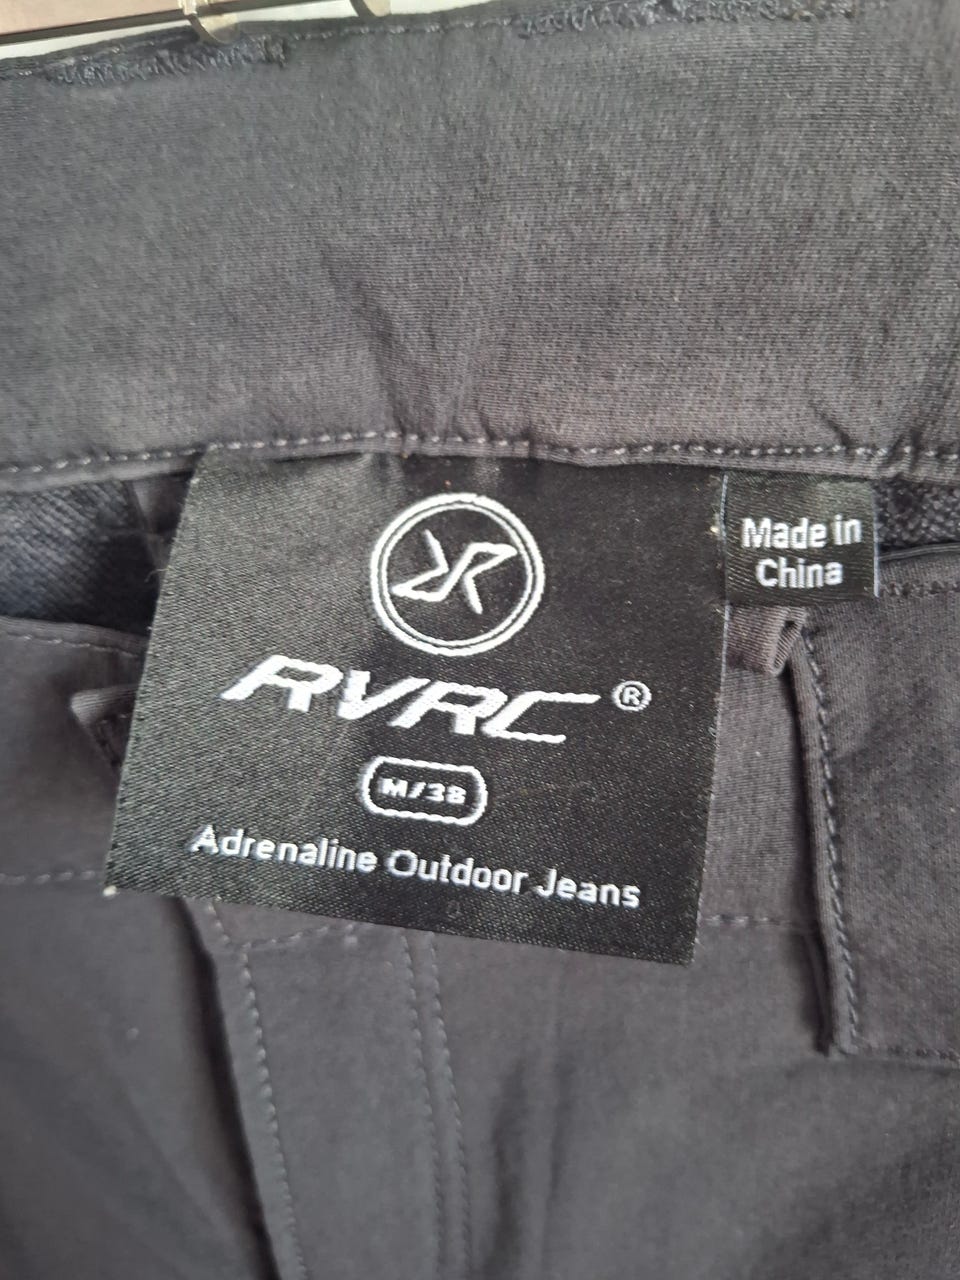 RVRC®
M/38
Adrenaline Outdoor Jeans
Made in
China